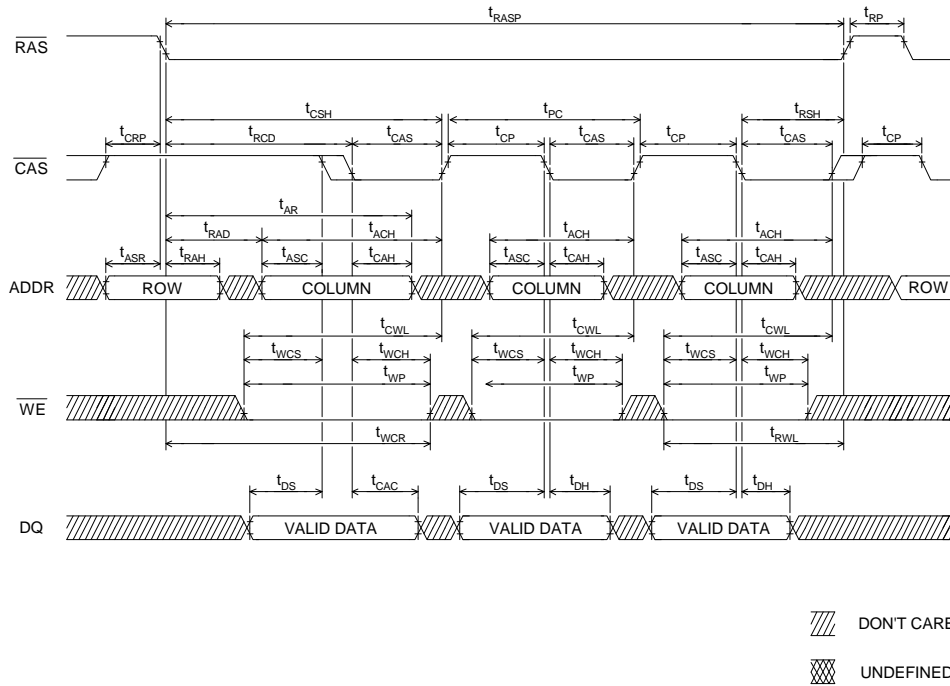 tRASP tRP
RAS
tCSH tPC tRSH
tCRP tRCD tCAS tCP tCAS tCP tCAS tCP
CAS
tAR
tRAD tACH tACH tACH
tASR tRAH tASC tCAH tASC tCAH tASC tCAH
ADDR ROW COLUMN COLUMN COLUMN ROW
tCWL tCWL tCWL
tWCS tWCH tWCS tWCH tWCS tWCH
tWP tWP tWP
WE
tWCR tRWL
tDS tCAC tDS tDH tDS tDH
DQ VALID DATA VALID DATA VALID DATA
DON'T CARE
UNDEFINED